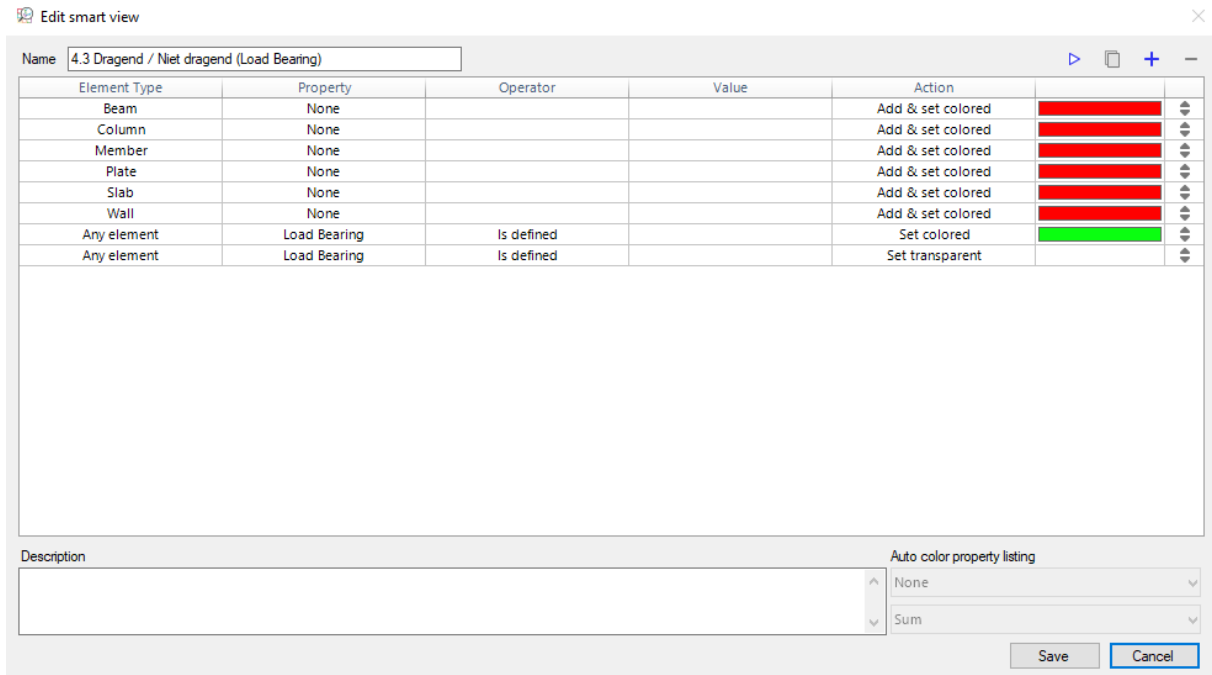 Edit smart view
Name 4.3 Dragend / Niet dragend (Load Bearing)
Element Type Property Operator Value Action
Beam None Add & set colored
Column None Add & set colored
Member None Add & set colored
Plate None Add & set colored
Slab None Add & set colored
Wall None Add & set colored
Any element Load Bearing Is defined Set colored
Any element Load Bearing Is defined Set transparent
Description Auto color property listing
None
Sum
Save Cancel